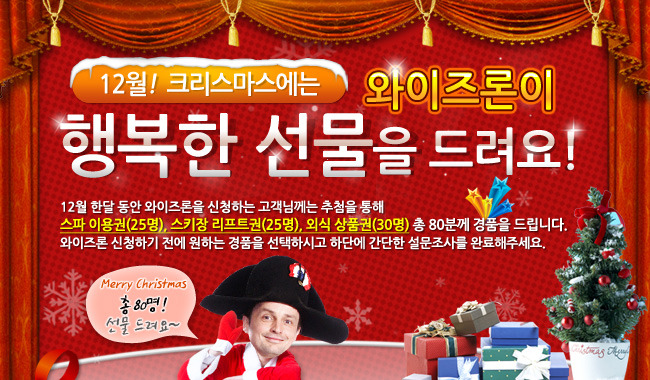 12월! 크리스마스에는 와이즈론이
행복한 선물을 드려요!
12월 한달 동안 와이즈론을 신청하는 고객님께는 추첨을 통해
스파 이용권(25명), 스키장 리프트권(25명), 외식 상품권(30명) 총 80분께 경품을 드립니다.
와이즈론 신청하기 전에 원하는 경품을 선택하시고 하단에 간단한 설문조사를 완료해주세요.
Merry Christmas
총 80명!
선물 드려요~